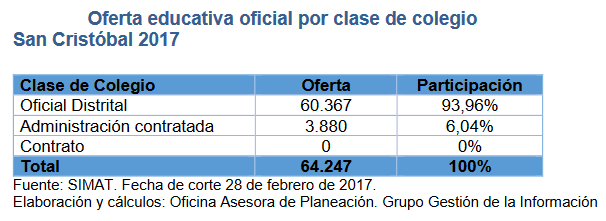 Oferta educativa oficial por clase de colegio
San Cristóbal 2017
Clase de Colegio Oferta Participación
Oficial Distrital 60.367 93,96%
Administración contratada 3.880 6,04%
Contrato 0 0%
Total 64.247 100%
Fuente: SIMAT. Fecha de corte 28 de febrero de 2017.
Elaboración y cálculos: Oficina Asesora de Planeación. Grupo Gestión de la Información